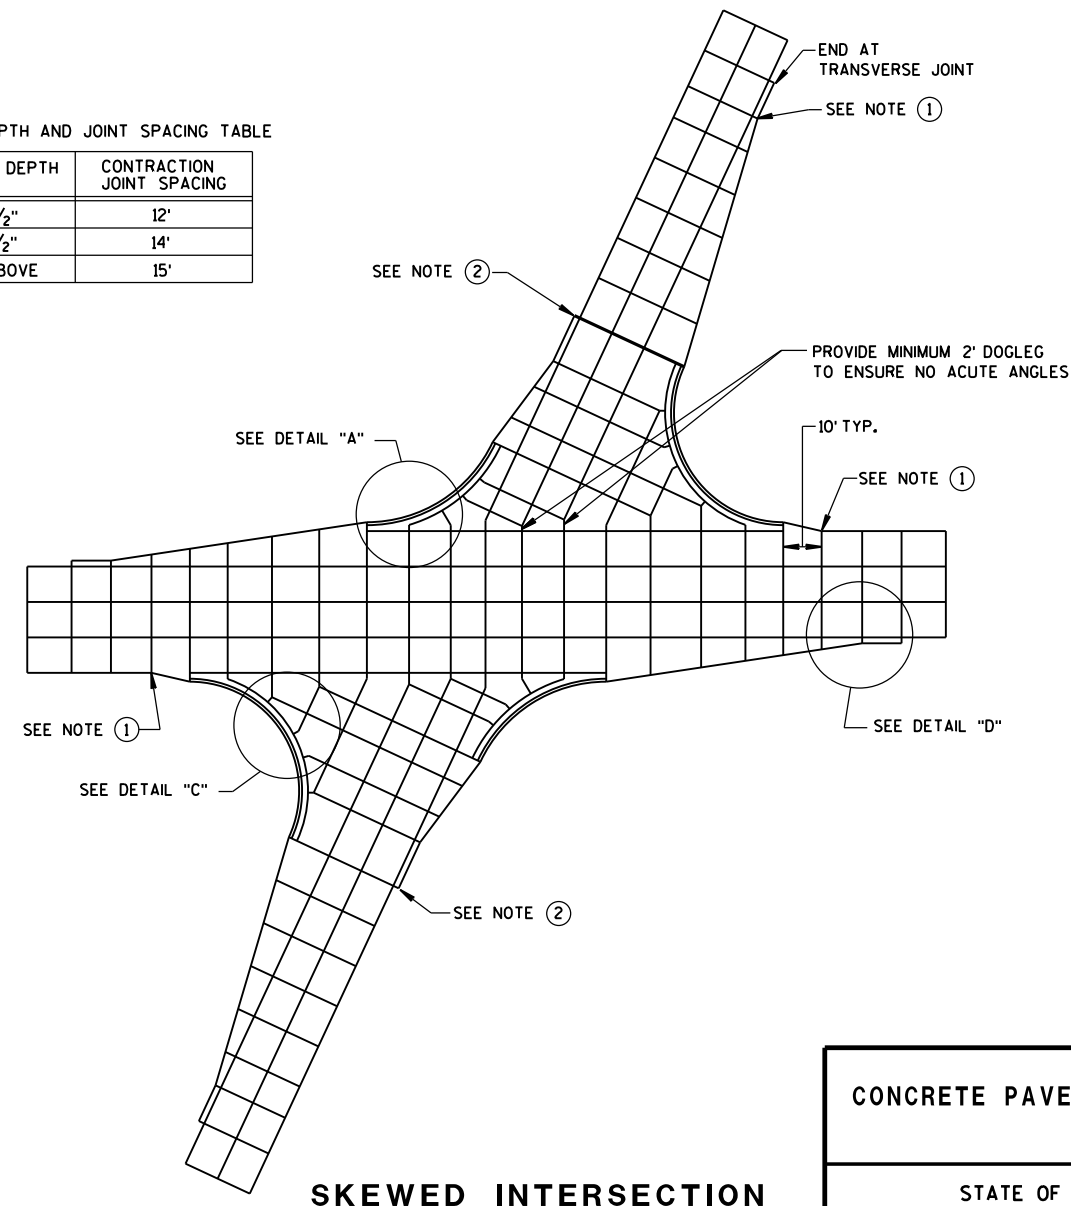 END AT
TRANSVERSE JOINT
SEE NOTE 1
PTH AND JOINT SPACING TABLE
DEPTH
CONTRACTION
JOINT SPACING
/2"
12'
/2"
14'
BOVE
15'
SEE NOTE 2
PROVIDE MINIMUM 2' DOGLEG
TO ENSURE NO ACUTE ANGLES
10' TYP.
SEE DETAIL "A"
SEE NOTE 1
SEE NOTE 1
SEE DETAIL "D"
SEE DETAIL "C"
SEE NOTE 2
CONCRETE PAVE
SKEWED INTERSECTION
STATE OF